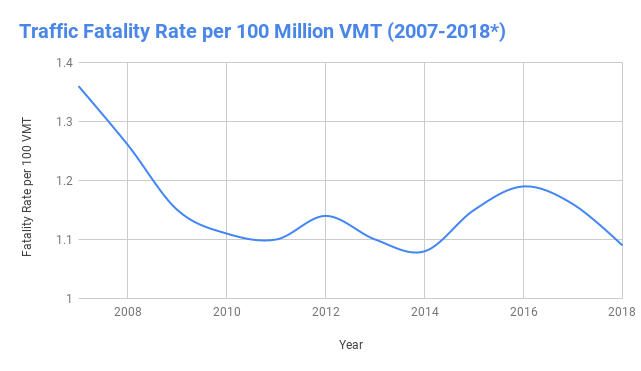 Traffic Fatality Rate per 100 Million VMT (2007-2018*)
1.4
1.3
1.2
1.1
1
Fatality Rate per 100 VMT
2008 2010 2012 2014 2016 2018
Year